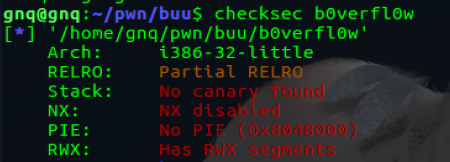 gnq@gnq:~/pwn/buu$ checksec b0verfl0w
[*] '/home/gnq/pwn/buu/b0verfl0w'
Arch: i386-32-little
RELRO: Partial RELRO
Stack: No canary found
NX: NX disabled
PIE: No PIE (0x8048000)
RWX: Has RWX segments